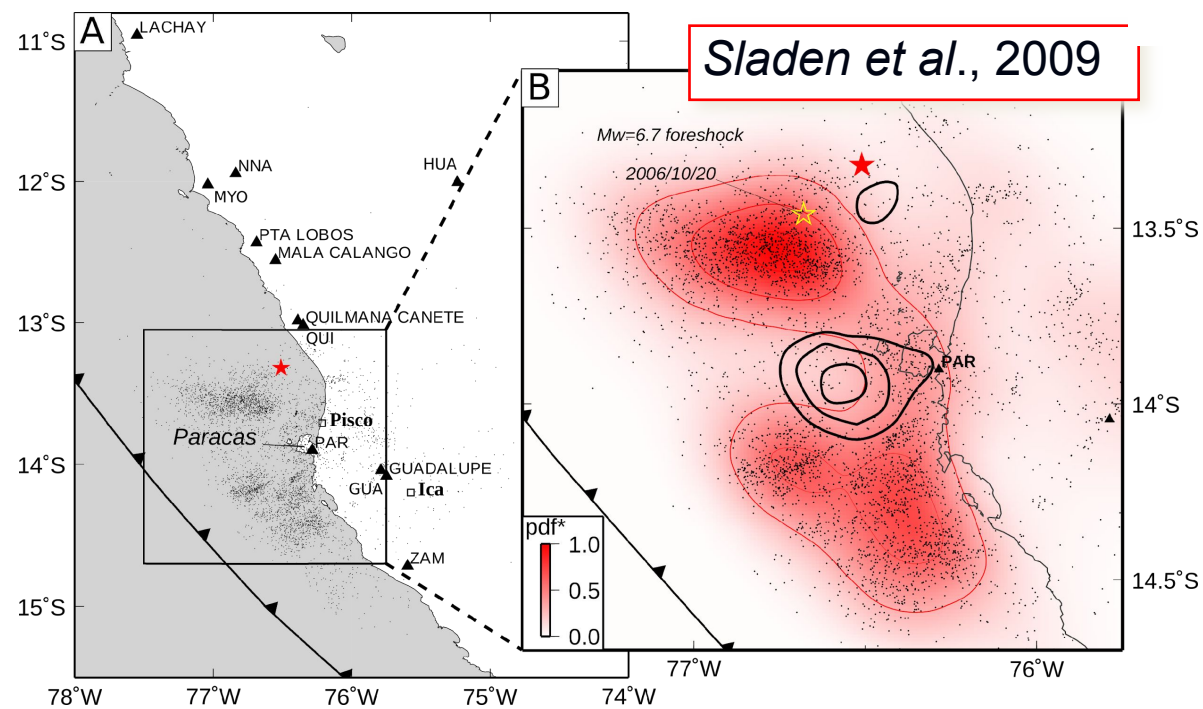 A
LACHAY
11°S
NNA
HUA
12°S
MYO
PTA LOBOS
MALA CALANGO
13°S
QUILMANA CANETE
QUI
Pisco
Paracas
PAR
14°S
GUADALUPE
GUA
Ica
ZAM
15°S
78°W
77°W
76°W
75°W
74°W
Sladen et al., 2009
B
Mw=6.7 foreshock
2006/10/20
13.5°S
PAR
14°S
pdf*
1.0
0.5
0.0
14.5°S
77°W
76°W